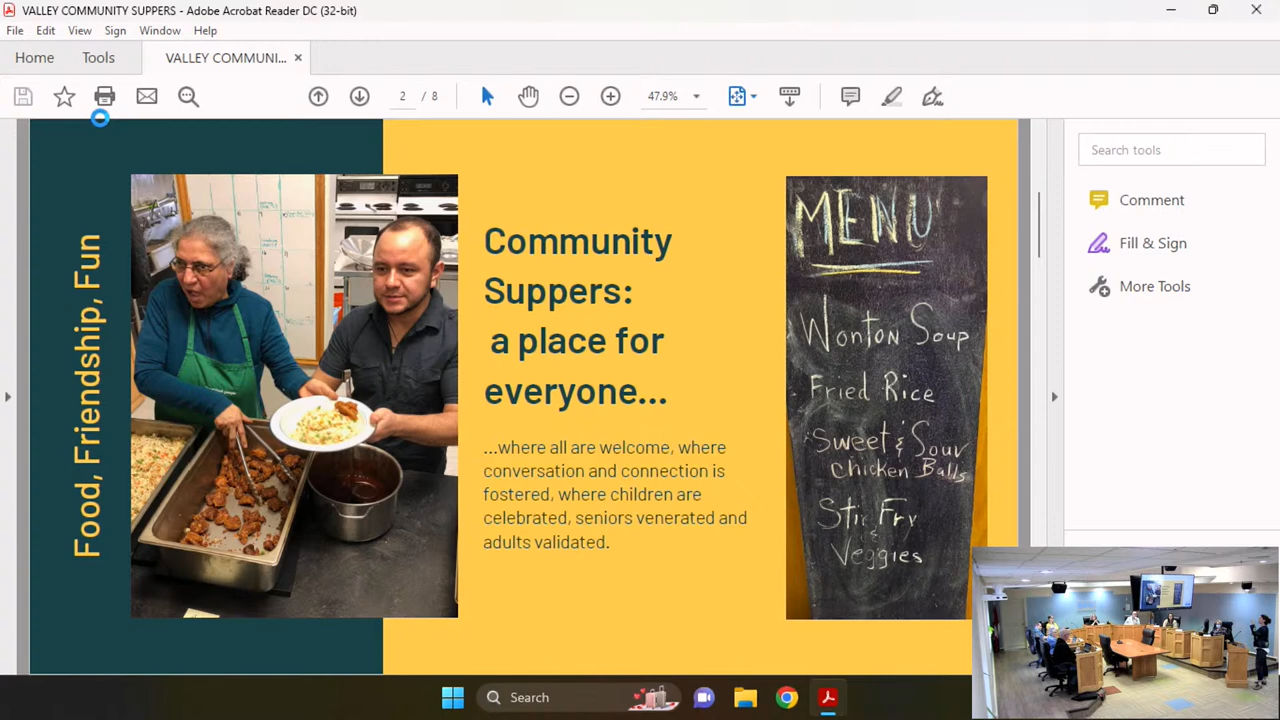 VALLEY COMMUNITY SUPPERS - Adobe Acrobat Reader DC (32-bit)
File Edit View Sign Window Help
Home Tools VALLEY COMMUNI...
2 / 8 47.9%
Search tools
Comment
Fill & Sign
More Tools
Food, Friendship, Fun
Community
Suppers:
a place for
everyone...
...where all are welcome, where
conversation and connection is
fostered, where children are
celebrated, seniors venerated and
adults validated.
MENU
Wonton Soup
Fried Rice
Sweet & Sour
chicken Balls
Stir Fry
&
Veggies
Search